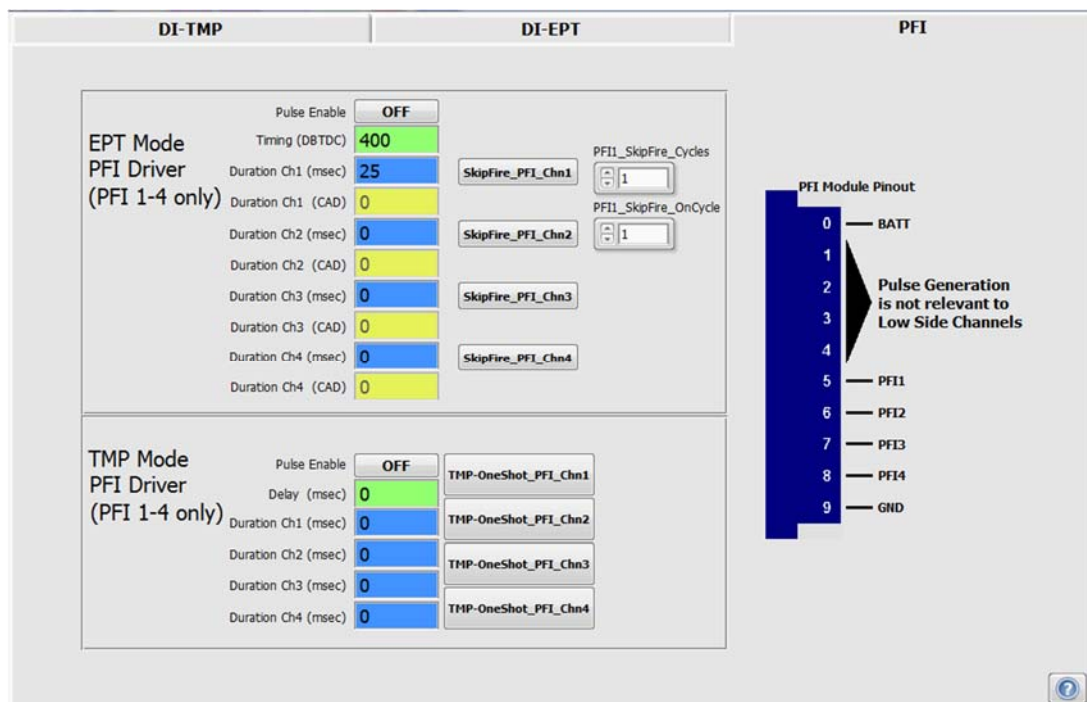 DI-TMP
DI-EPT
PFI
EPT Mode
PFI Driver
(PFI 1-4 only)
Pulse Enable OFF
Timing (DBTDC) 400
Duration Ch1 (msec) 25
Duration Ch1 (CAD) 0
Duration Ch2 (msec) 0
Duration Ch2 (CAD) 0
Duration Ch3 (msec) 0
Duration Ch3 (CAD) 0
Duration Ch4 (msec) 0
Duration Ch4 (CAD) 0
SkipFire_PFI_Chn1
SkipFire_PFI_Chn2
SkipFire_PFI_Chn3
SkipFire_PFI_Chn4
PFI1_SkipFire_Cycles
1
PFI1_SkipFire_OnCycle
1
TMP Mode
PFI Driver
(PFI 1-4 only)
Pulse Enable OFF
Delay (msec) 0
Duration Ch1 (msec) 0
Duration Ch2 (msec) 0
Duration Ch3 (msec) 0
Duration Ch4 (msec) 0
TMP-OneShot_PFI_Chn1
TMP-OneShot_PFI_Chn2
TMP-OneShot_PFI_Chn3
TMP-OneShot_PFI_Chn4
PFI Module Pinout
0 BATT
1
2
3
4
Pulse Generation
is not relevant to
Low Side Channels
5 PFI1
6 PFI2
7 PFI3
8 PFI4
9 GND
?